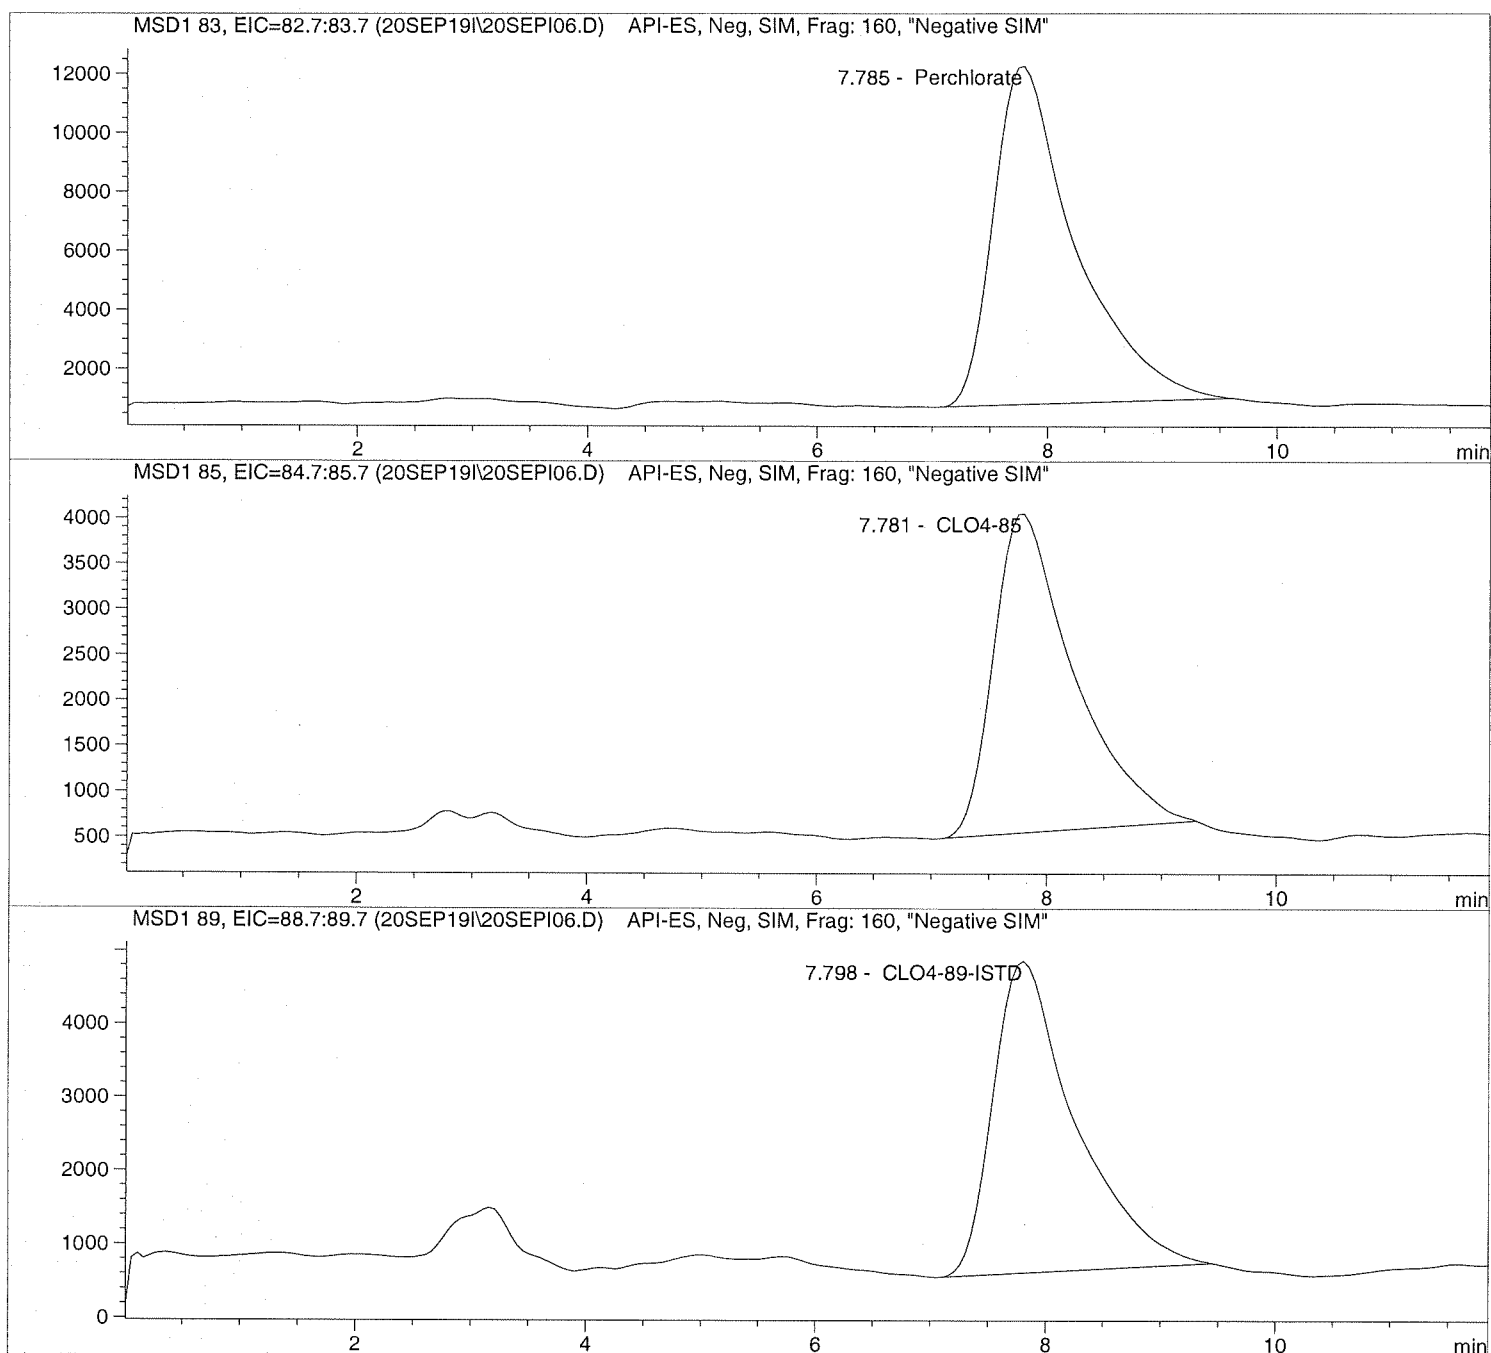 MSD1 83, EIC=82.7:83.7 (20SEP19I\20SEPI06.D) API-ES, Neg, SIM, Frag: 160, "Negative SIM"
7.785 - Perchlorate
12000
10000
8000
6000
4000
2000
2 4 6 8 10 min
MSD1 85, EIC=84.7:85.7 (20SEP19I\20SEPI06.D) API-ES, Neg, SIM, Frag: 160, "Negative SIM"
7.781 - CLO4-85
4000
3500
3000
2500
2000
1500
1000
500
2 4 6 8 10 min
MSD1 89, EIC=88.7:89.7 (20SEP19I\20SEPI06.D) API-ES, Neg, SIM, Frag: 160, "Negative SIM"
7.798 - CLO4-89-ISTD
4000
3000
2000
1000
0
2 4 6 8 10 min